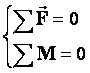 ∑F⃗ = 0
∑M = 0